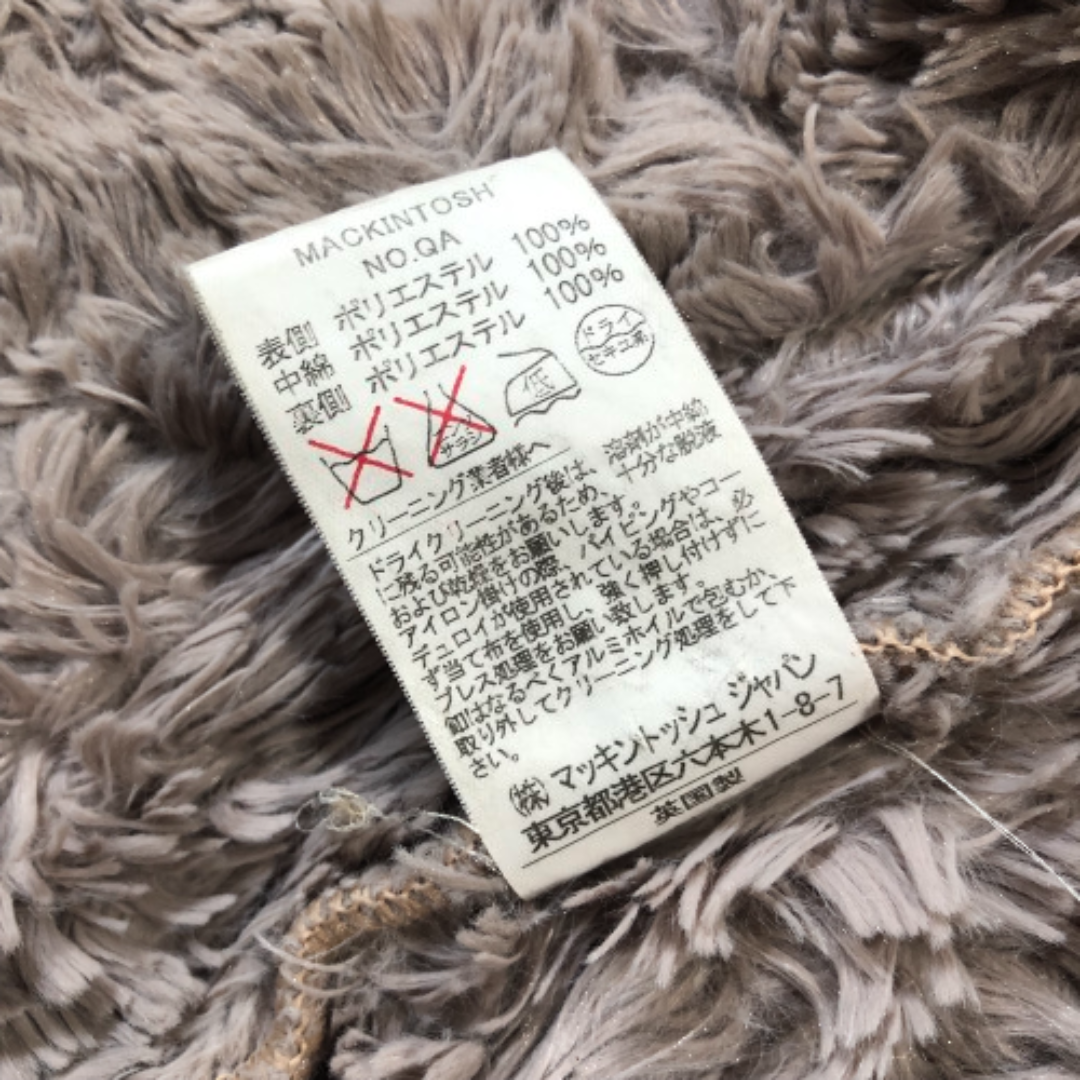 MACKINTOSH
NO.QA
表側 ポリエステル 100%
中綿 ポリエステル 100%
裏側 ポリエステル 100%
サラシ 低 ドライ セキユ系
クリーニング業者様へ
ドライクリーニング後は、溶剤が中綿
に残る可能性があるため、十分な脱液
および乾燥をお願いします。
アイロン掛けの際、パイピングやコー
デュロイが使用されている場合は、必
ず当て布を使用し、強く押し付けずに
プレス処理をお願い致します。
釦はなるべくアルミホイルで包むか、
取り外してクリーニング処理をして下
さい。
(株)マッキントッシュ ジャパン
東京都港区六本木1-8-7
英国製